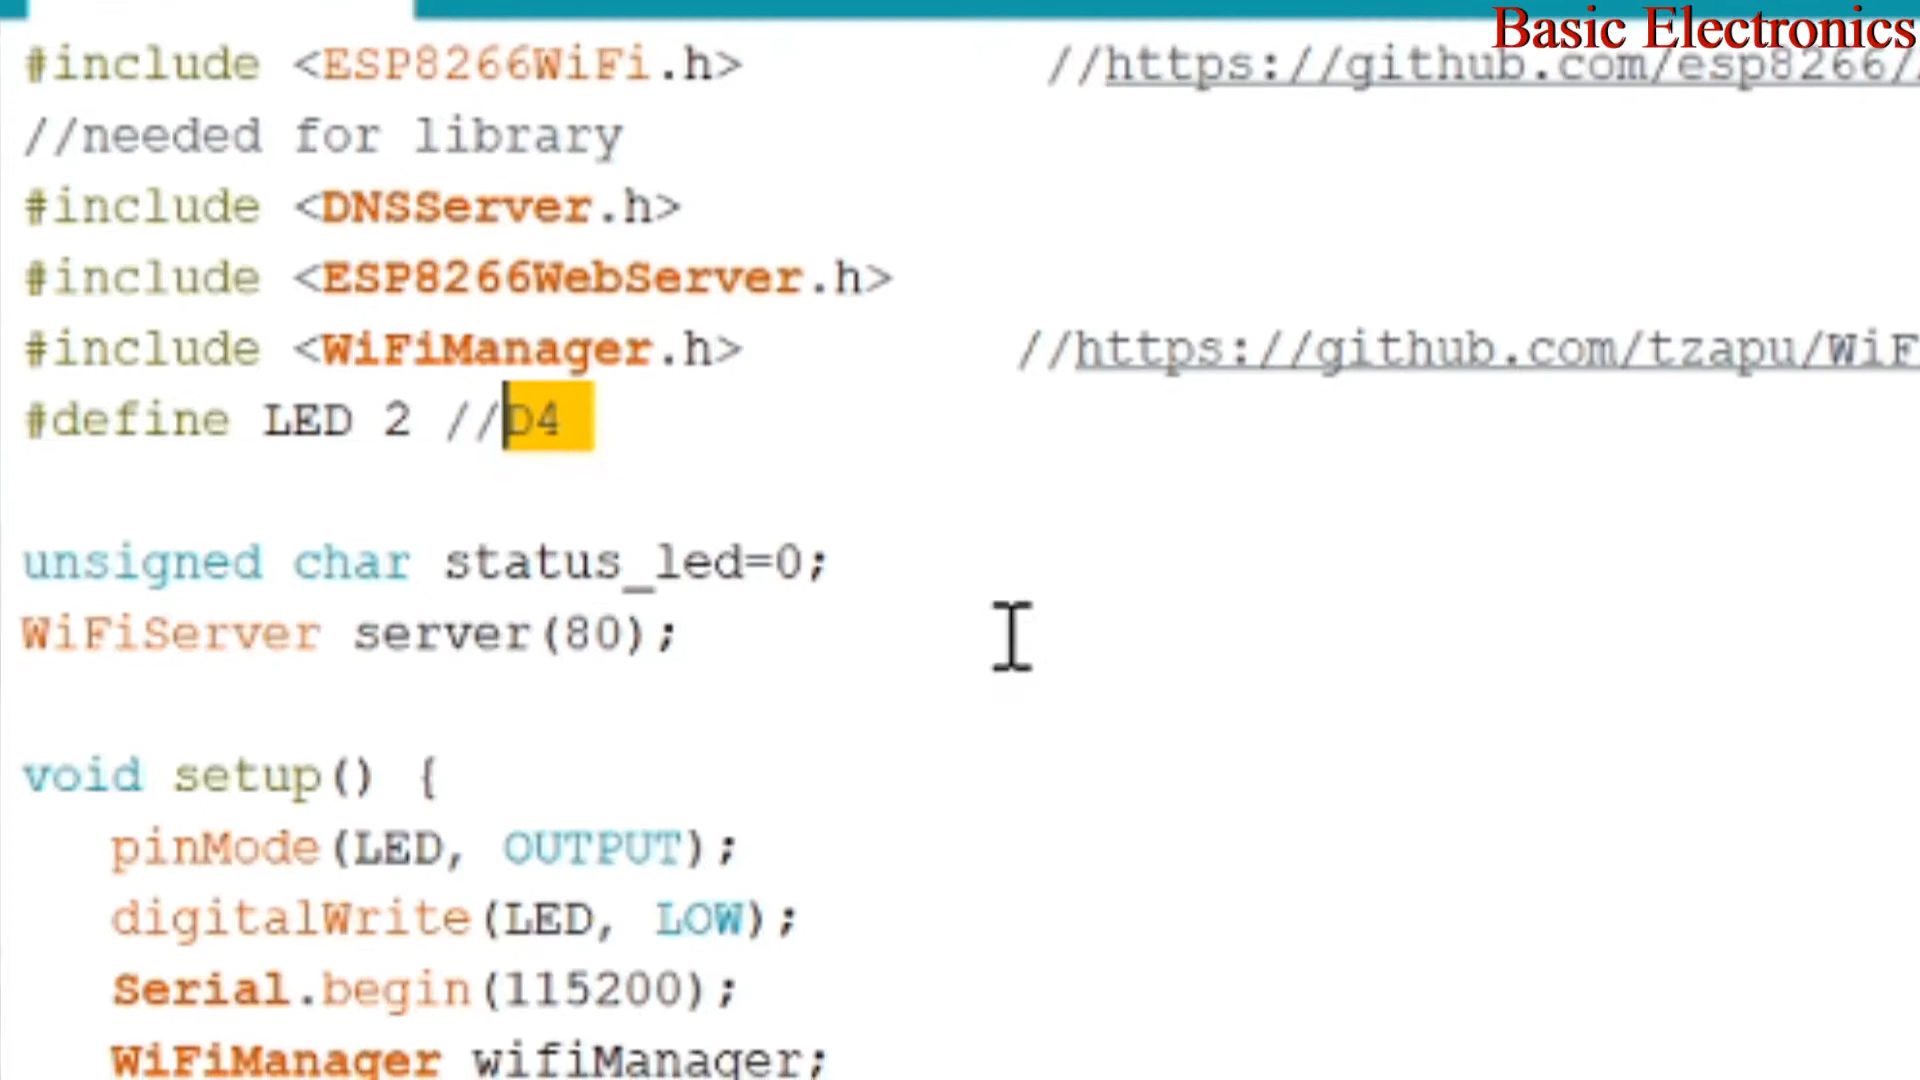 Basic Electronics
#include <ESP8266WiFi.h> //https://github.com/esp8266/
//needed for library
#include <DNSServer.h>
#include <ESP8266WebServer.h>
#include <WiFiManager.h> //https://github.com/tzapu/WiF
#define LED 2 //D4
unsigned char status_led=0;
WiFiServer server(80);
void setup() {
pinMode(LED, OUTPUT);
digitalWrite(LED, LOW);
Serial.begin(115200);
WiFiManager wifiManager;